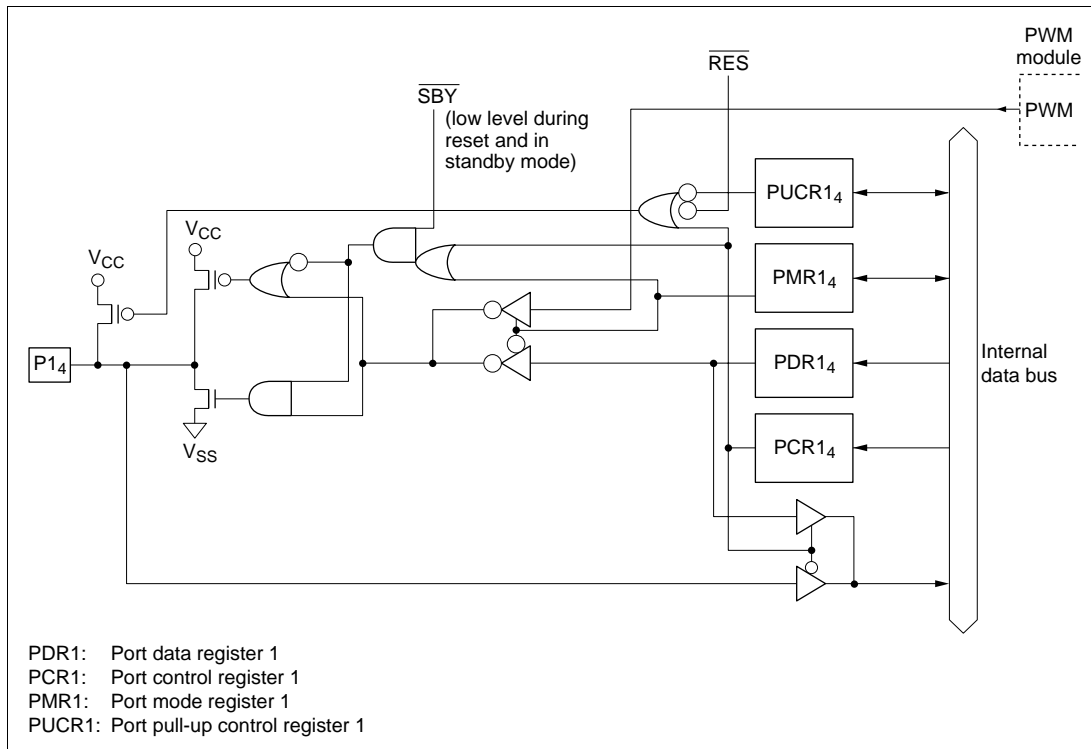 PWM
module
PWM
RES
SBY
(low level during
reset and in
standby mode)
PUCR1₄
VCC
VCC
PMR1₄
P1₄
PDR1₄
Internal
data bus
VSS
PCR1₄
PDR1: Port data register 1
PCR1: Port control register 1
PMR1: Port mode register 1
PUCR1: Port pull-up control register 1